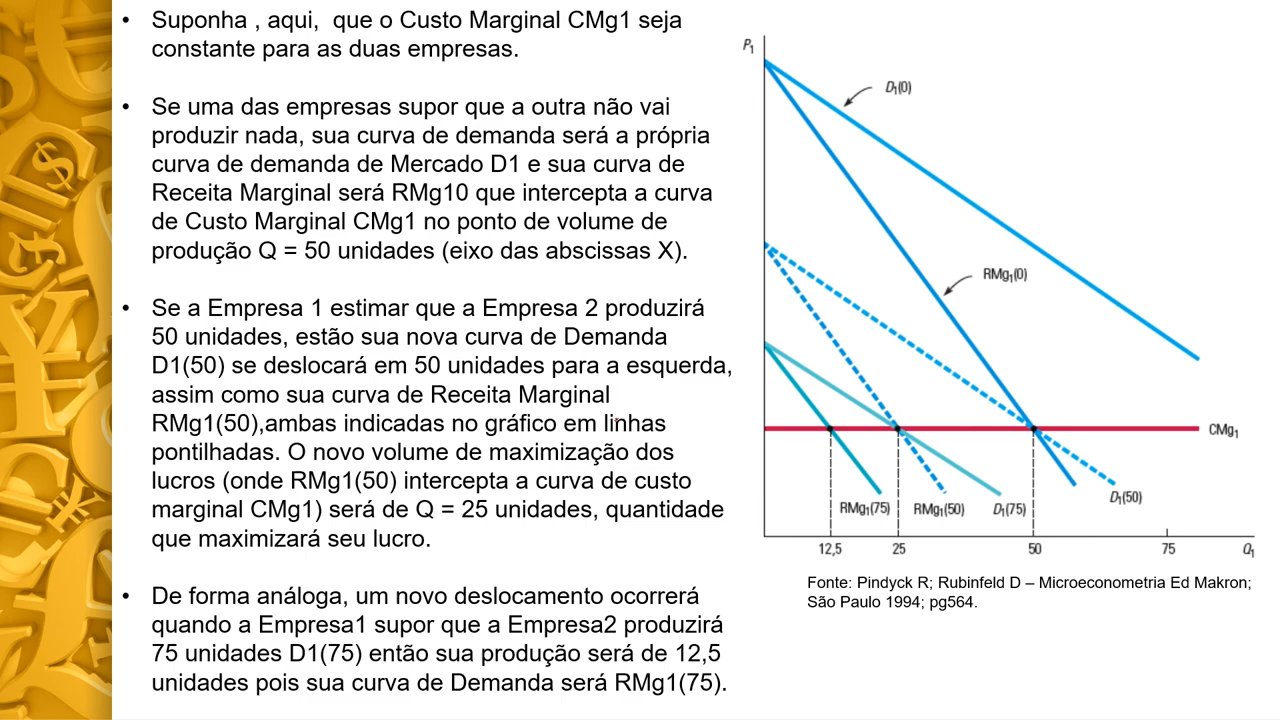 • Suponha , aqui,  que o Custo Marginal CMg1 seja
constante para as duas empresas.
• Se uma das empresas supor que a outra não vai
produzir nada, sua curva de demanda será a própria
curva de demanda de Mercado D1 e sua curva de
Receita Marginal será RMg10 que intercepta a curva
de Custo Marginal CMg1 no ponto de volume de
produção Q = 50 unidades (eixo das abscissas X).
• Se a Empresa 1 estimar que a Empresa 2 produzirá
50 unidades, estão sua nova curva de Demanda
D1(50) se deslocará em 50 unidades para a esquerda,
assim como sua curva de Receita Marginal
RMg1(50),ambas indicadas no gráfico em linhas
pontilhadas. O novo volume de maximização dos
lucros (onde RMg1(50) intercepta a curva de custo
marginal CMg1) será de Q = 25 unidades, quantidade
que maximizará seu lucro.
• De forma análoga, um novo deslocamento ocorrerá
quando a Empresa1 supor que a Empresa2 produzirá
75 unidades D1(75) então sua produção será de 12,5
unidades pois sua curva de Demanda será RMg1(75).
P₁
D₁(0)
RMg₁(0)
CMg₁
RMg₁(75)
RMg₁(50)
D₁(75)
D₁(50)
12,5
25
50
75
Q₁
Fonte: Pindyck R; Rubinfeld D – Microeconometria Ed Makron;
São Paulo 1994; pg564.